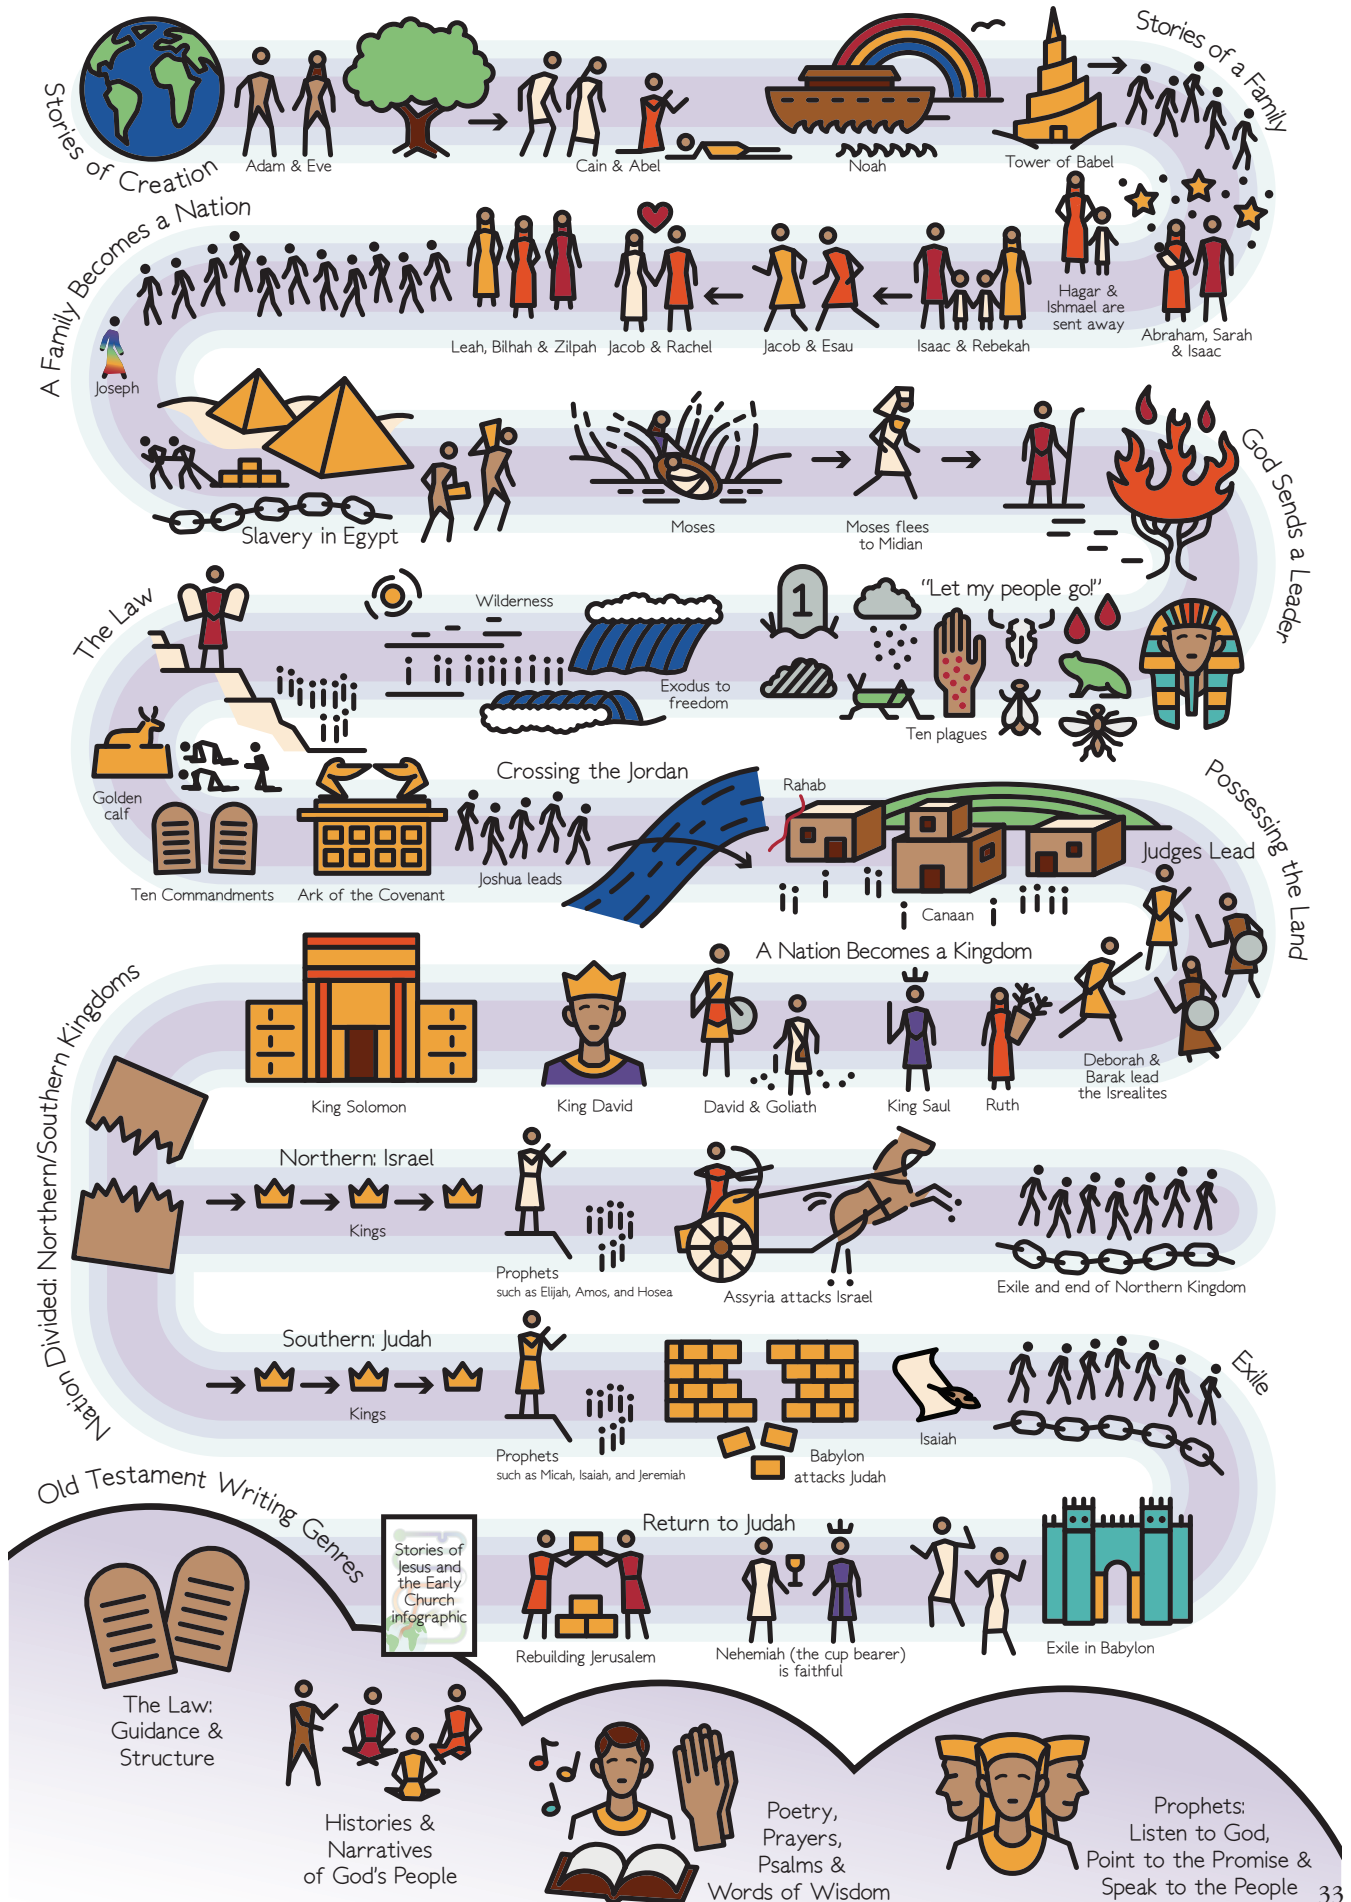 Stories of Creation
Adam & Eve
Cain & Abel
Noah
Tower of Babel
Stories of a Family
Hagar &
Ishmael are
sent away
Abraham, Sarah
& Isaac
Isaac & Rebekah
Jacob & Esau
Jacob & Rachel
Leah, Bilhah & Zilpah
A Family Becomes a Nation
Joseph
Slavery in Egypt
Moses
Moses flees
to Midian
God Sends a Leader
"Let my people go!"
1
Ten plagues
Exodus to
freedom
Wilderness
The Law
Golden
calf
Ten Commandments
Ark of the Covenant
Joshua leads
Crossing the Jordan
Rahab
Canaan
Possessing the Land
Judges Lead
Deborah &
Barak lead
the Isrealites
A Nation Becomes a Kingdom
Ruth
King Saul
David & Goliath
King David
King Solomon
Nation Divided: Northern/Southern Kingdoms
Northern: Israel
Kings
Prophets
such as Elijah, Amos, and Hosea
Assyria attacks Israel
Exile and end of Northern Kingdom
Southern: Judah
Kings
Prophets
such as Micah, Isaiah, and Jeremiah
Babylon
attacks Judah
Isaiah
Exile
Exile in Babylon
Return to Judah
Nehemiah (the cup bearer)
is faithful
Rebuilding Jerusalem
Stories of
Jesus and
the Early
Church
infographic
Old Testament Writing Genres
The Law:
Guidance &
Structure
Histories &
Narratives
of God's People
Poetry,
Prayers,
Psalms &
Words of Wisdom
Prophets:
Listen to God,
Point to the Promise &
Speak to the People
33